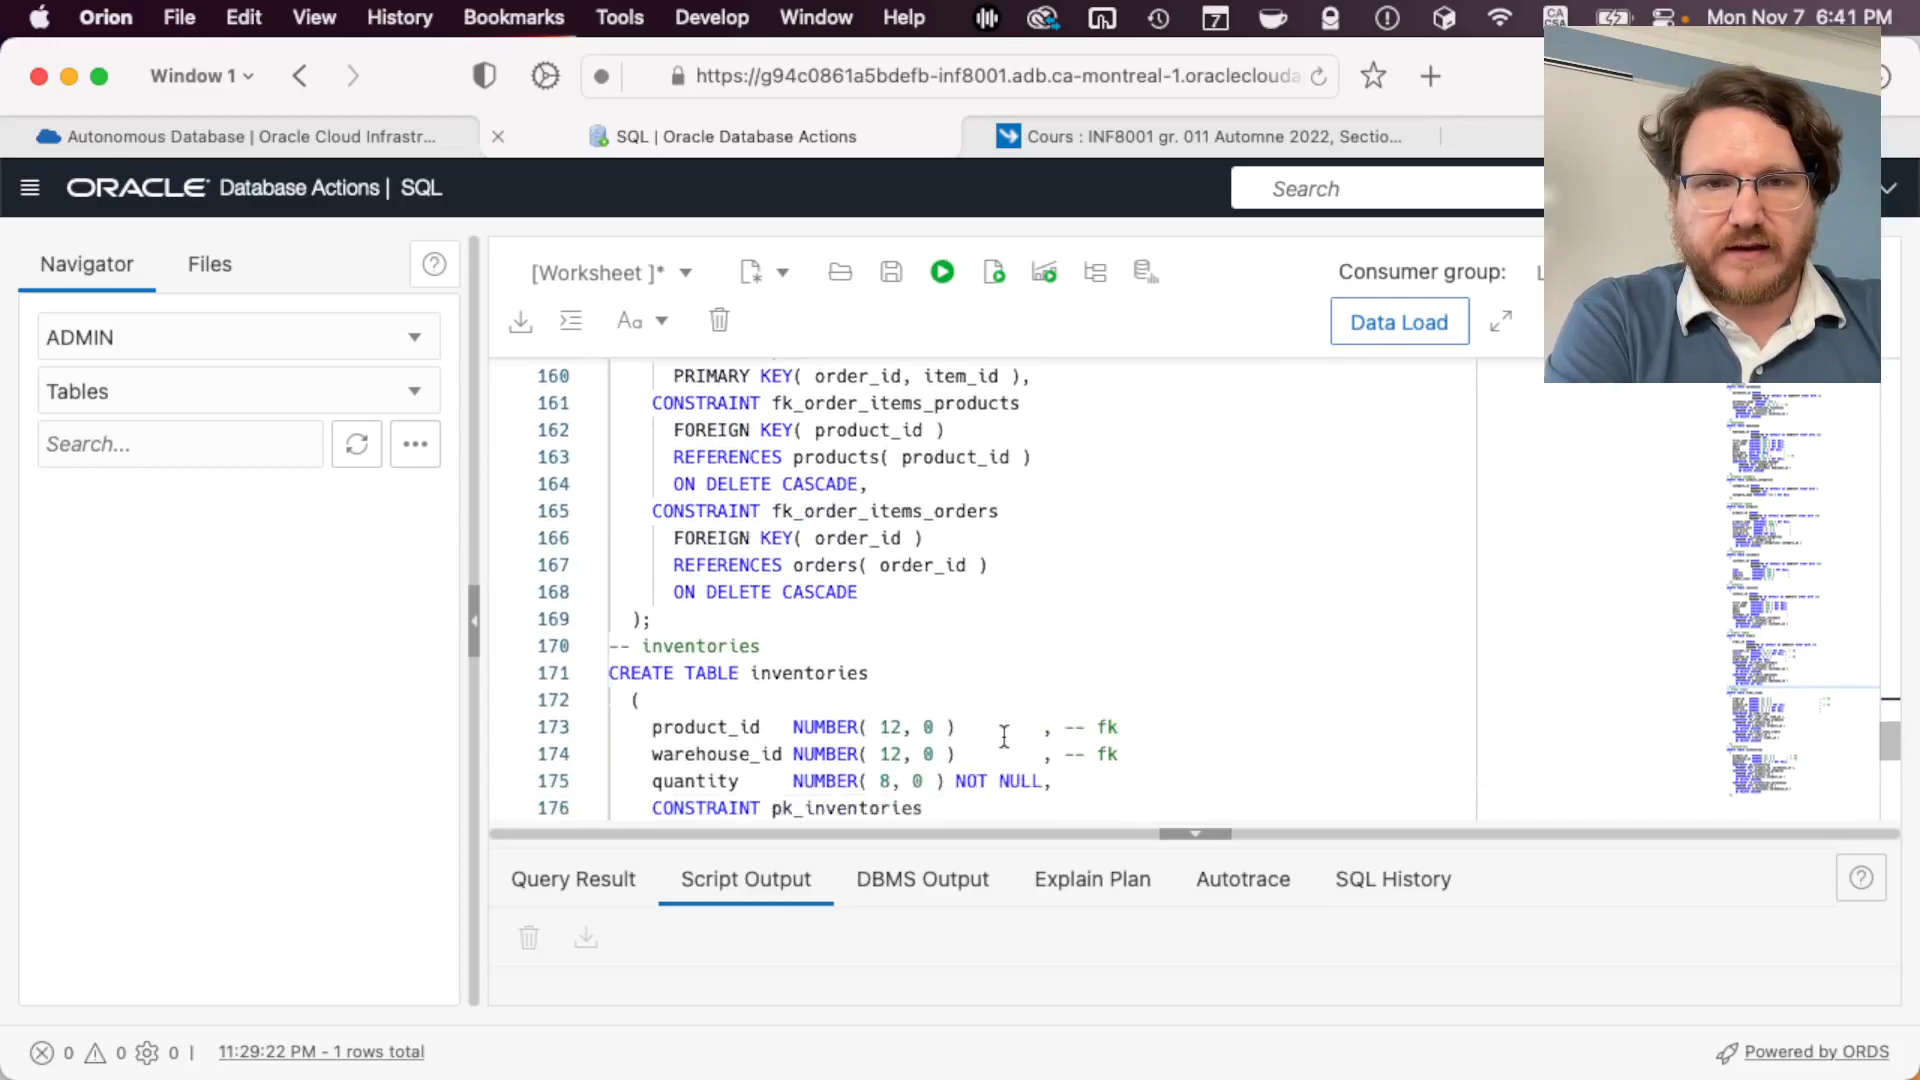 Orion File Edit View History Bookmarks Tools Develop Window Help
7
CA
CSA
Mon Nov 7 6:41 PM
Window 1
https://g94c0861a5bdefb-inf8001.adb.ca-montreal-1.oraclecloud
Autonomous Database | Oracle Cloud Infrastr...
SQL | Oracle Database Actions
Cours : INF8001 gr. 011 Automne 2022, Sectio...
ORACLE Database Actions | SQL
Search
Navigator
Files
[Worksheet ]*
Consumer group:
Aa
Data Load
ADMIN
Tables
Search...
160 PRIMARY KEY( order_id, item_id ),
161 CONSTRAINT fk_order_items_products
162 FOREIGN KEY( product_id )
163 REFERENCES products( product_id )
164 ON DELETE CASCADE,
165 CONSTRAINT fk_order_items_orders
166 FOREIGN KEY( order_id )
167 REFERENCES orders( order_id )
168 ON DELETE CASCADE
169 );
170 -- inventories
171 CREATE TABLE inventories
172 (
173 product_id NUMBER( 12, 0 ) , -- fk
174 warehouse_id NUMBER( 12, 0 ) , -- fk
175 quantity NUMBER( 8, 0 ) NOT NULL,
176 CONSTRAINT pk_inventories
Query Result
Script Output
DBMS Output
Explain Plan
Autotrace
SQL History
0 0 0 | 11:29:22 PM - 1 rows total
Powered by ORDS